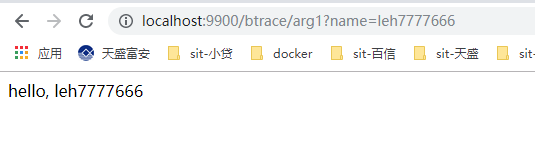 localhost:9900/btrace/arg1?name=leh7777666
应用 天盛富安 sit-小贷 docker sit-百信 sit-天盛 sit-
hello, leh7777666